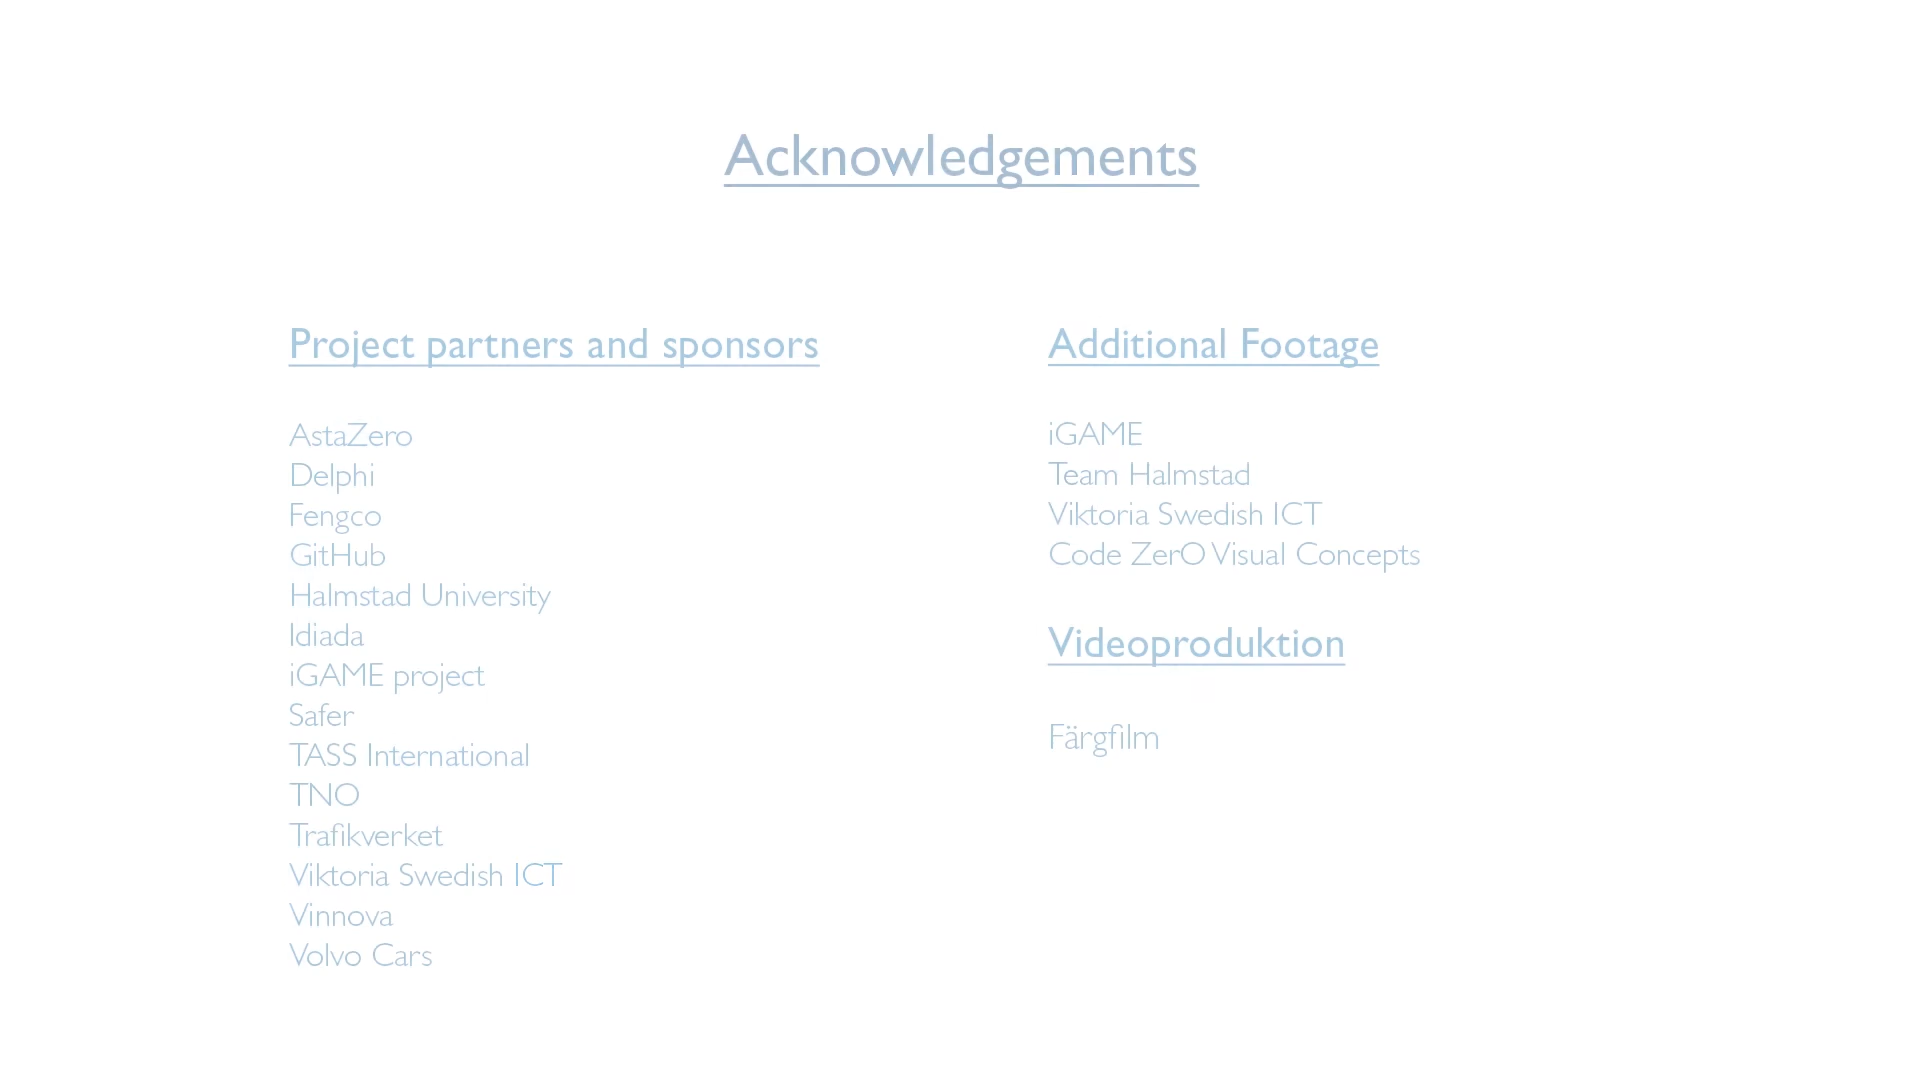 Acknowledgements
Project partners and sponsors
AstaZero
Delphi
Fengco
GitHub
Halmstad University
Idiada
iGAME project
Safer
TASS International
TNO
Trafikverket
Viktoria Swedish ICT
Vinnova
Volvo Cars
Additional Footage
iGAME
Team Halmstad
Viktoria Swedish ICT
Code ZerO Visual Concepts
Videoproduktion
Färgfilm